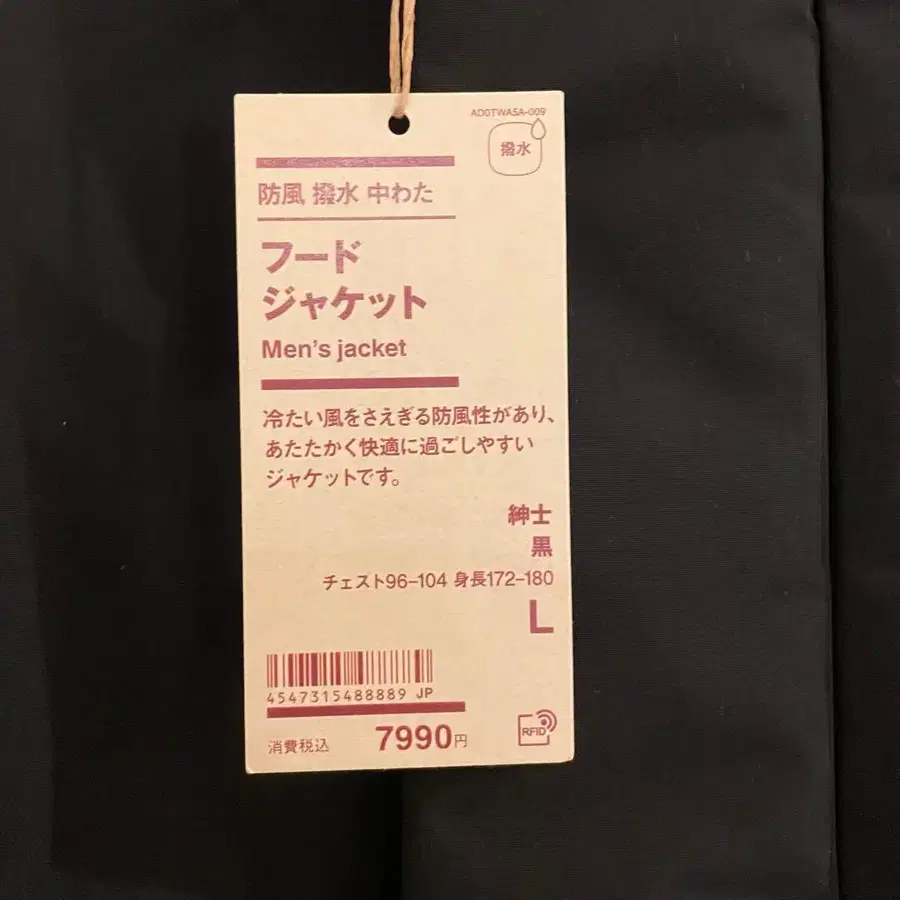 AD0TWA5A-009
撥水
防風 撥水 中わた
フード
ジャケット
Men's jacket
冷たい風をさえぎる防風性があり、
あたたかく快適に過ごしやすい
ジャケットです。
紳士
黒
チェスト96–104 身長172–180
L
4547315488889 JP
消費税込 7990円
RFID